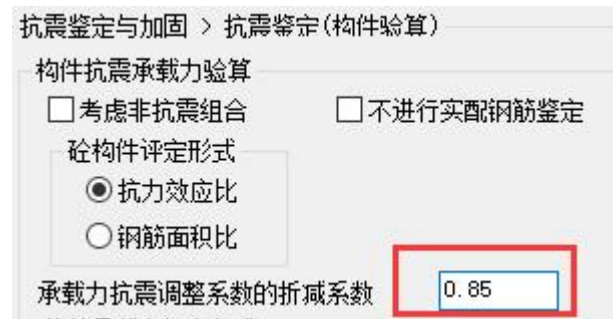 抗震鉴定与加固 > 抗震鉴定(构件验算)
构件抗震承载力验算
考虑非抗震组合 不进行实配钢筋鉴定
砼构件评定形式
抗力效应比
钢筋面积比
承载力抗震调整系数的折减系数 0.85